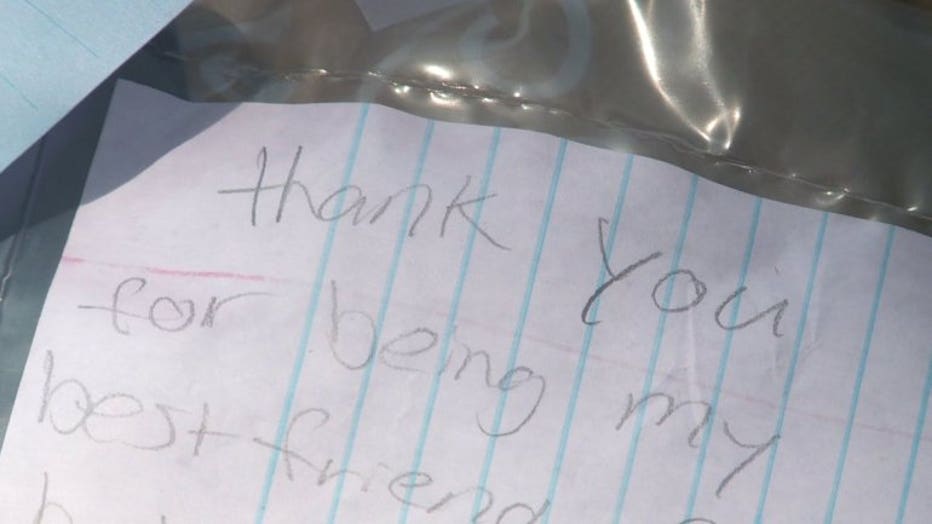 thank you
for being my
best friend